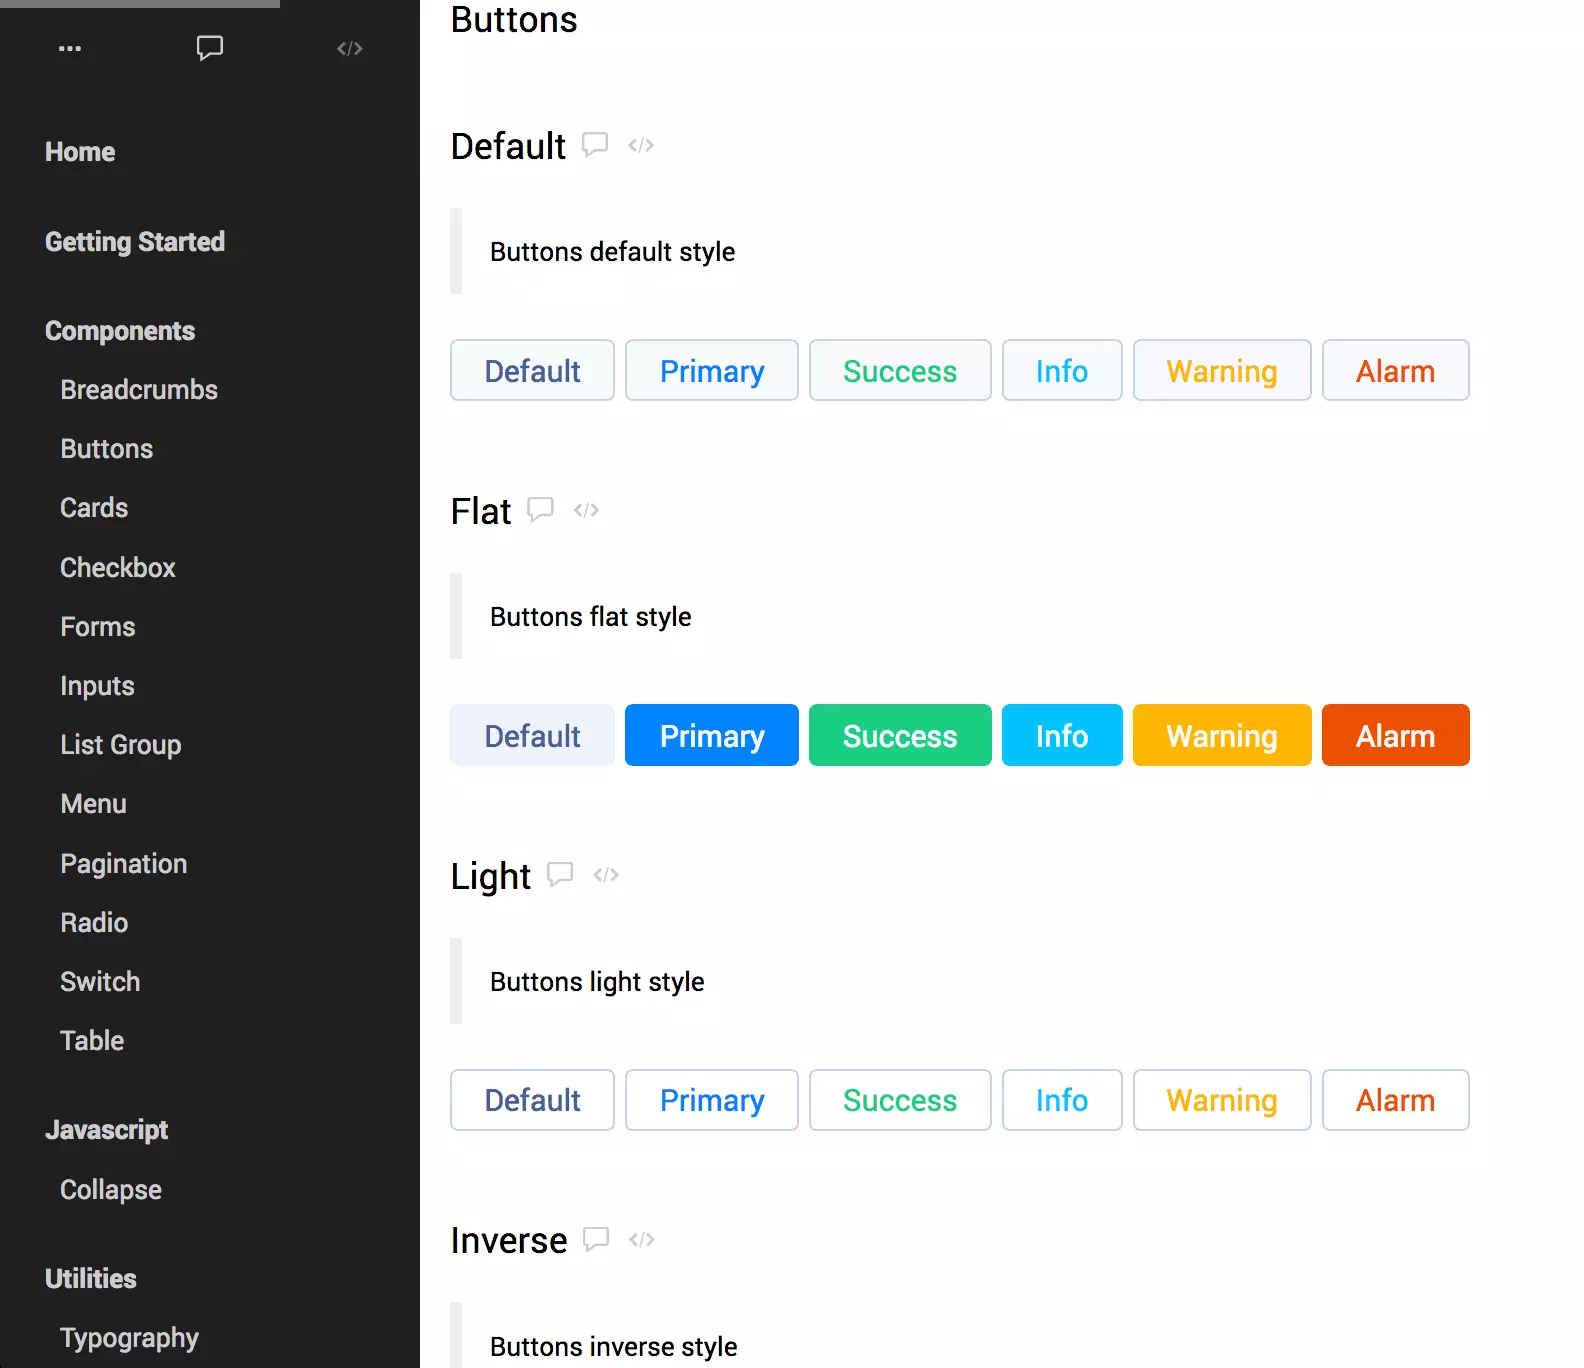 Home
Getting Started
Components
Breadcrumbs
Buttons
Cards
Checkbox
Forms
Inputs
List Group
Menu
Pagination
Radio
Switch
Table
Javascript
Collapse
Utilities
Typography
Buttons
Default </>
Buttons default style
Default Primary Success Info Warning Alarm
Flat </>
Buttons flat style
Default Primary Success Info Warning Alarm
Light </>
Buttons light style
Default Primary Success Info Warning Alarm
Inverse </>
Buttons inverse style